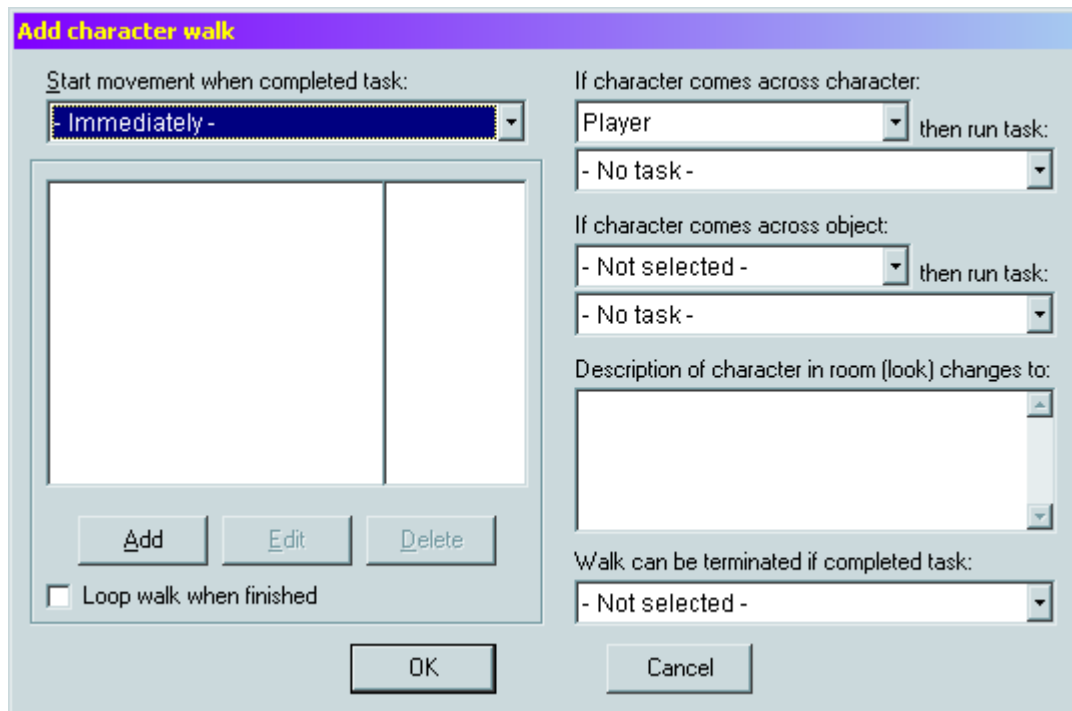 Add character walk
Start movement when completed task:
- Immediately -
Add
Edit
Delete
Loop walk when finished
If character comes across character:
Player
then run task:
- No task -
If character comes across object:
- Not selected -
then run task:
- No task -
Description of character in room (look) changes to:
Walk can be terminated if completed task:
- Not selected -
OK
Cancel